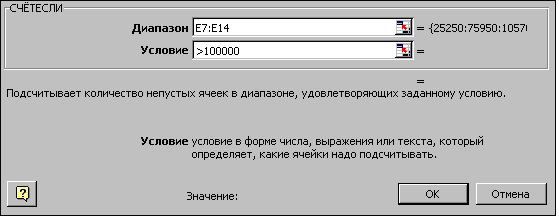 СЧЁТЕСЛИ
Диапазон E7:E14 = {25250:75950:10570
Условие >100000 =
=
Подсчитывает количество непустых ячеек в диапазоне, удовлетворяющих заданному условию.
Условие условие в форме числа, выражения или текста, который
определяет, какие ячейки надо подсчитывать.
? Значение: OK Отмена